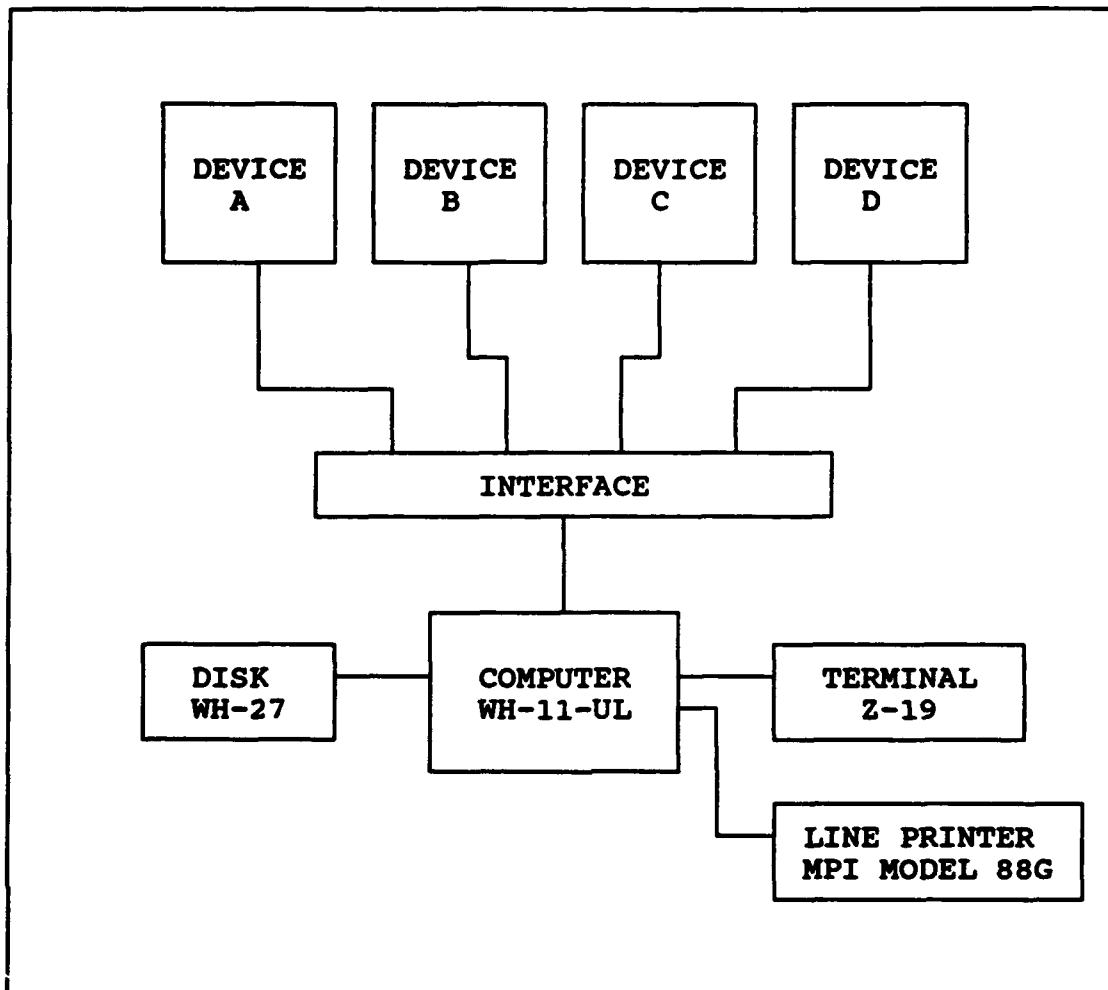 DEVICE
A
DEVICE
B
DEVICE
C
DEVICE
D
INTERFACE
DISK
WH-27
COMPUTER
WH-11-UL
TERMINAL
Z-19
LINE PRINTER
MPI MODEL 88G